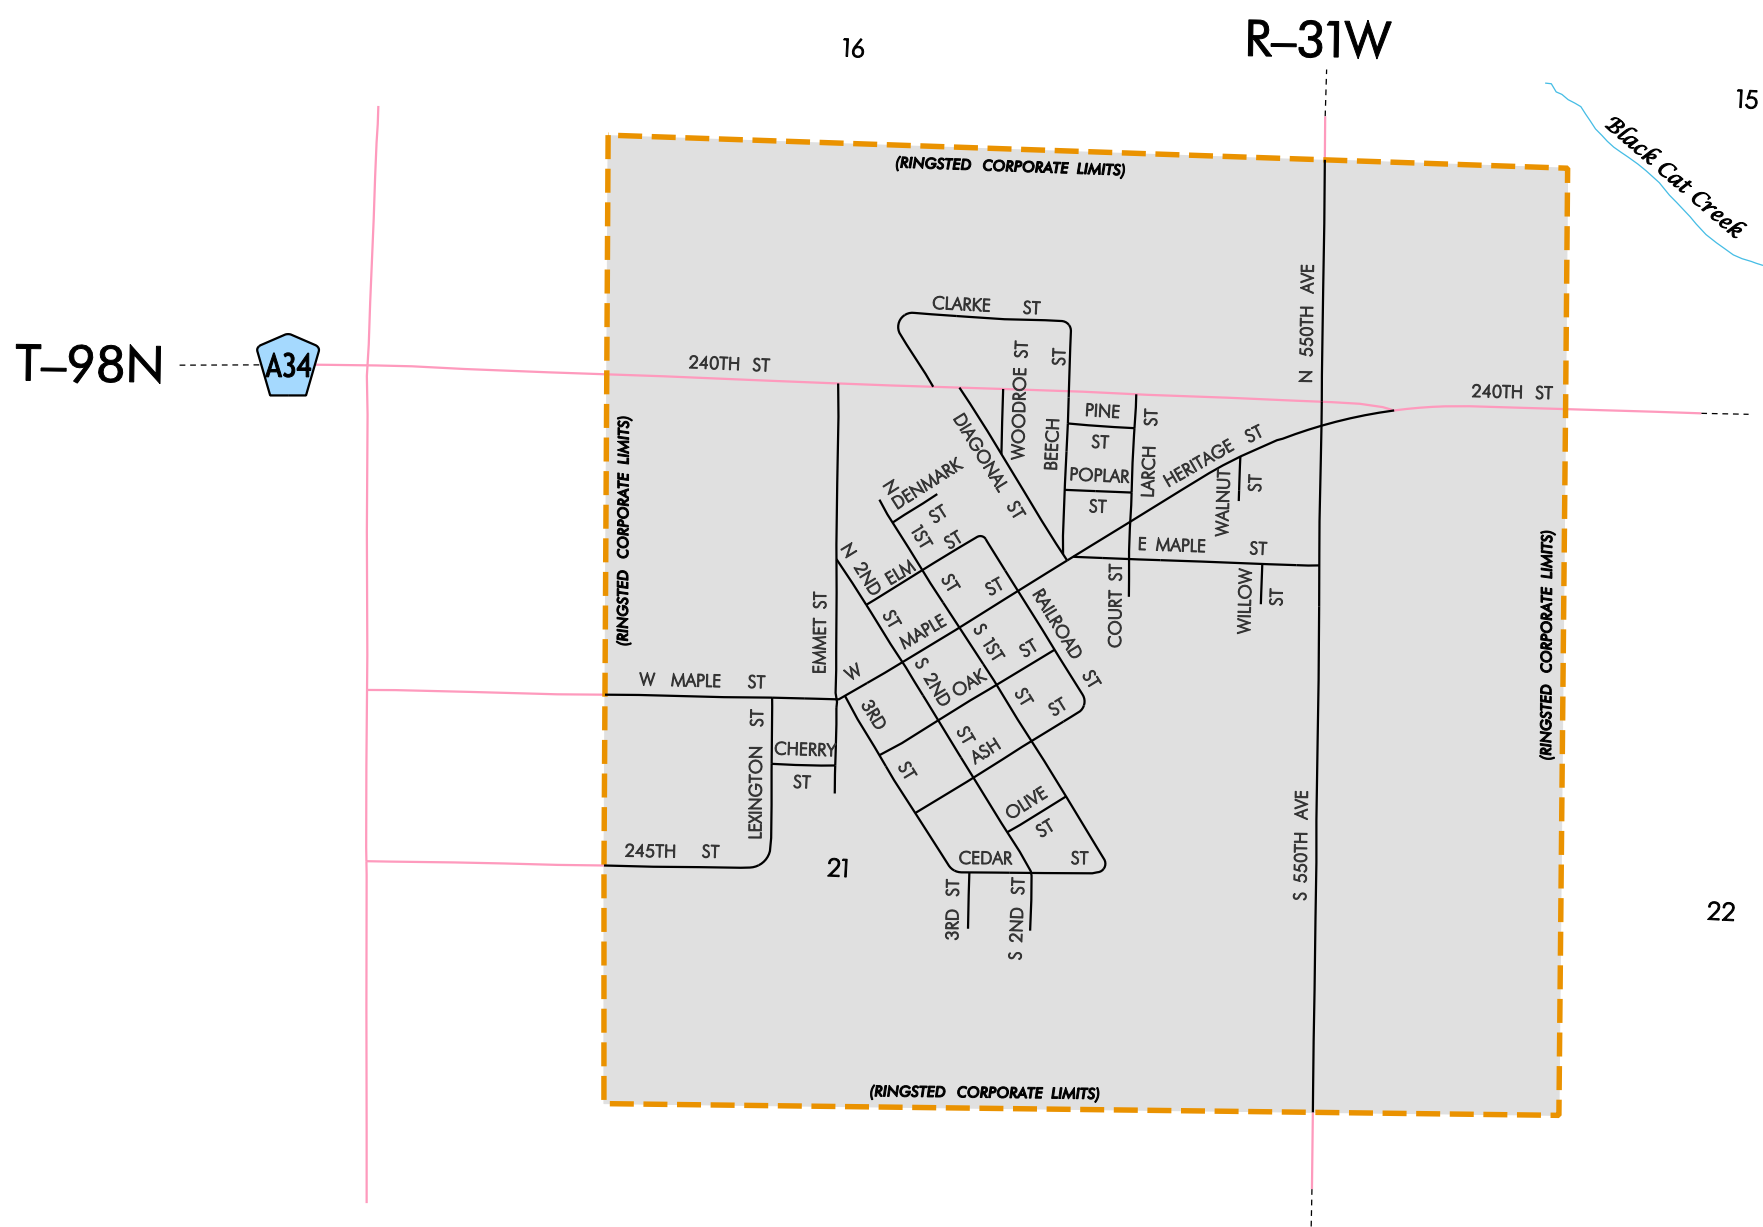 R–31W
16
15
Black Cat Creek
(RINGSTED CORPORATE LIMITS)
N 550TH AVE
CLARKE ST
T–98N
A34
240TH ST
WOODROE ST
BEECH ST
240TH ST
PINE ST
LARCH ST
DIAGONAL ST
HERITAGE ST
POPLAR ST
WALNUT ST
(RINGSTED CORPORATE LIMITS)
DENMARK ST
N 1ST ST
ELM ST
N 2ND ST
E MAPLE ST
COURT ST
WILLOW ST
EMMET ST
W MAPLE ST
RAILROAD ST
S 1ST ST
(RINGSTED CORPORATE LIMITS)
W MAPLE ST
S 2ND ST
OAK ST
3RD ST
LEXINGTON ST
CHERRY ST
ASH ST
OLIVE ST
S 550TH AVE
245TH ST
21
CEDAR ST
3RD ST
S 2ND ST
22
(RINGSTED CORPORATE LIMITS)